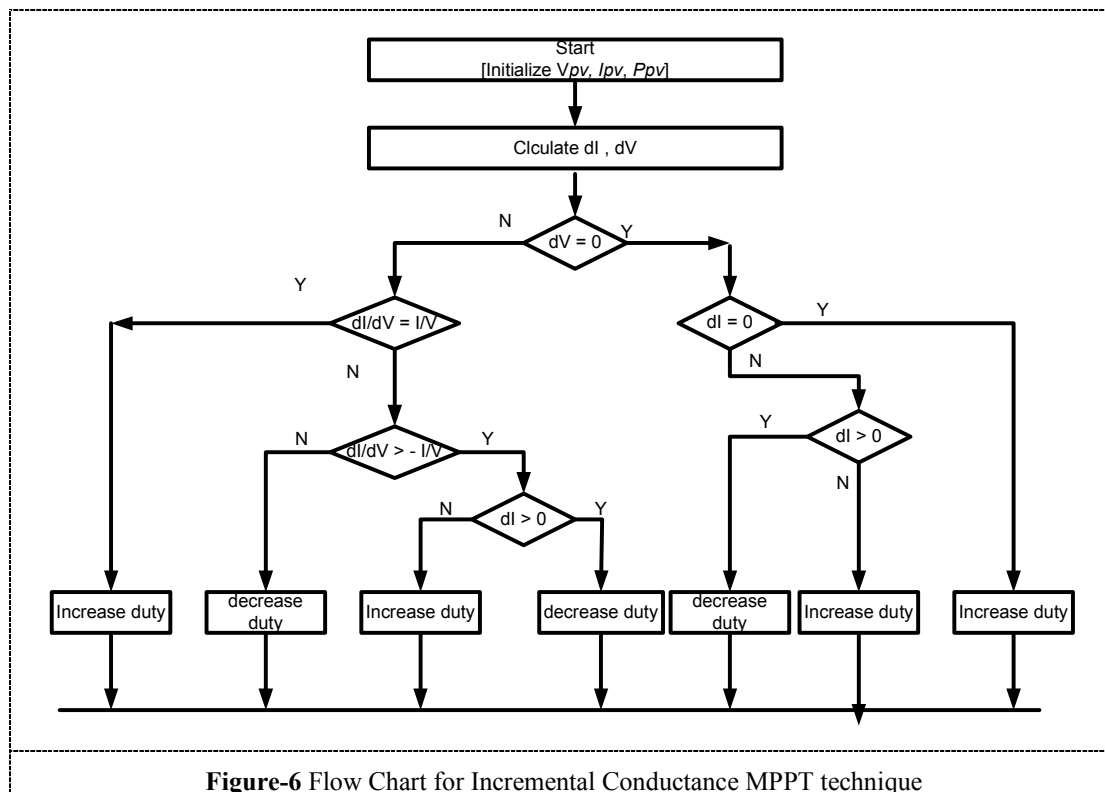 Start
[Initialize Vpv, Ipv, Ppv]
Clculate dI , dV
N
dV = 0
Y
Y
dI/dV = I/V
dI = 0
Y
N
N
N
dI/dV > - I/V
Y
Y
dI > 0
N
N
dI > 0
Y
Increase duty
decrease
duty
Increase duty
decrease duty
decrease
duty
Increase duty
Increase duty
Figure-6 Flow Chart for Incremental Conductance MPPT technique